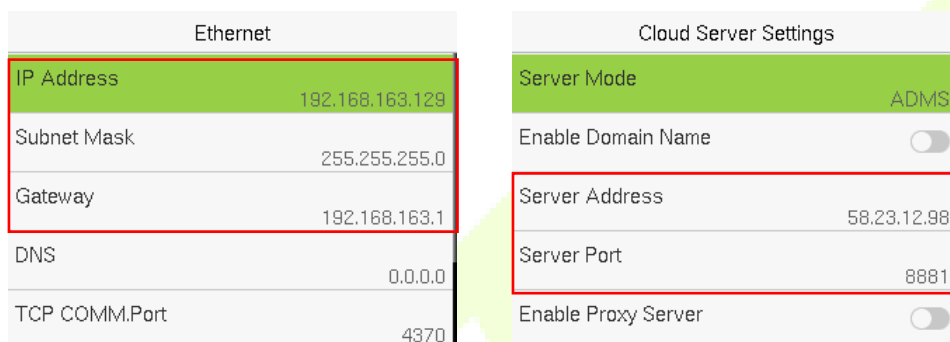 Ethernet
IP Address
192.168.163.129
Subnet Mask
255.255.255.0
Gateway
192.168.163.1
DNS
0.0.0.0
TCP COMM.Port
4370
Cloud Server Settings
Server Mode
ADMS
Enable Domain Name
Server Address
58.23.12.98
Server Port
8881
Enable Proxy Server